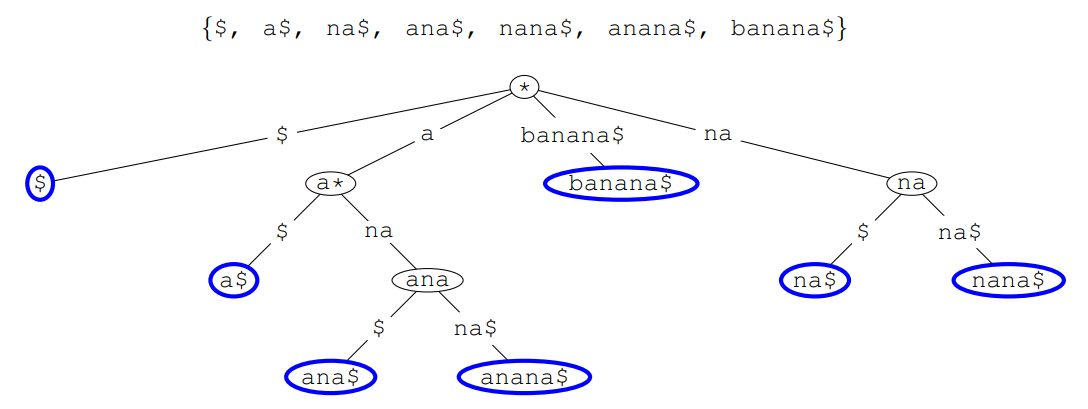 {$, a$, na$, ana$, nana$, anana$, banana$}
*
$ a banana$ na
$ a* banana$ na
$ na $ na$
a$ ana na$ nana$
$ na$
ana$ anana$